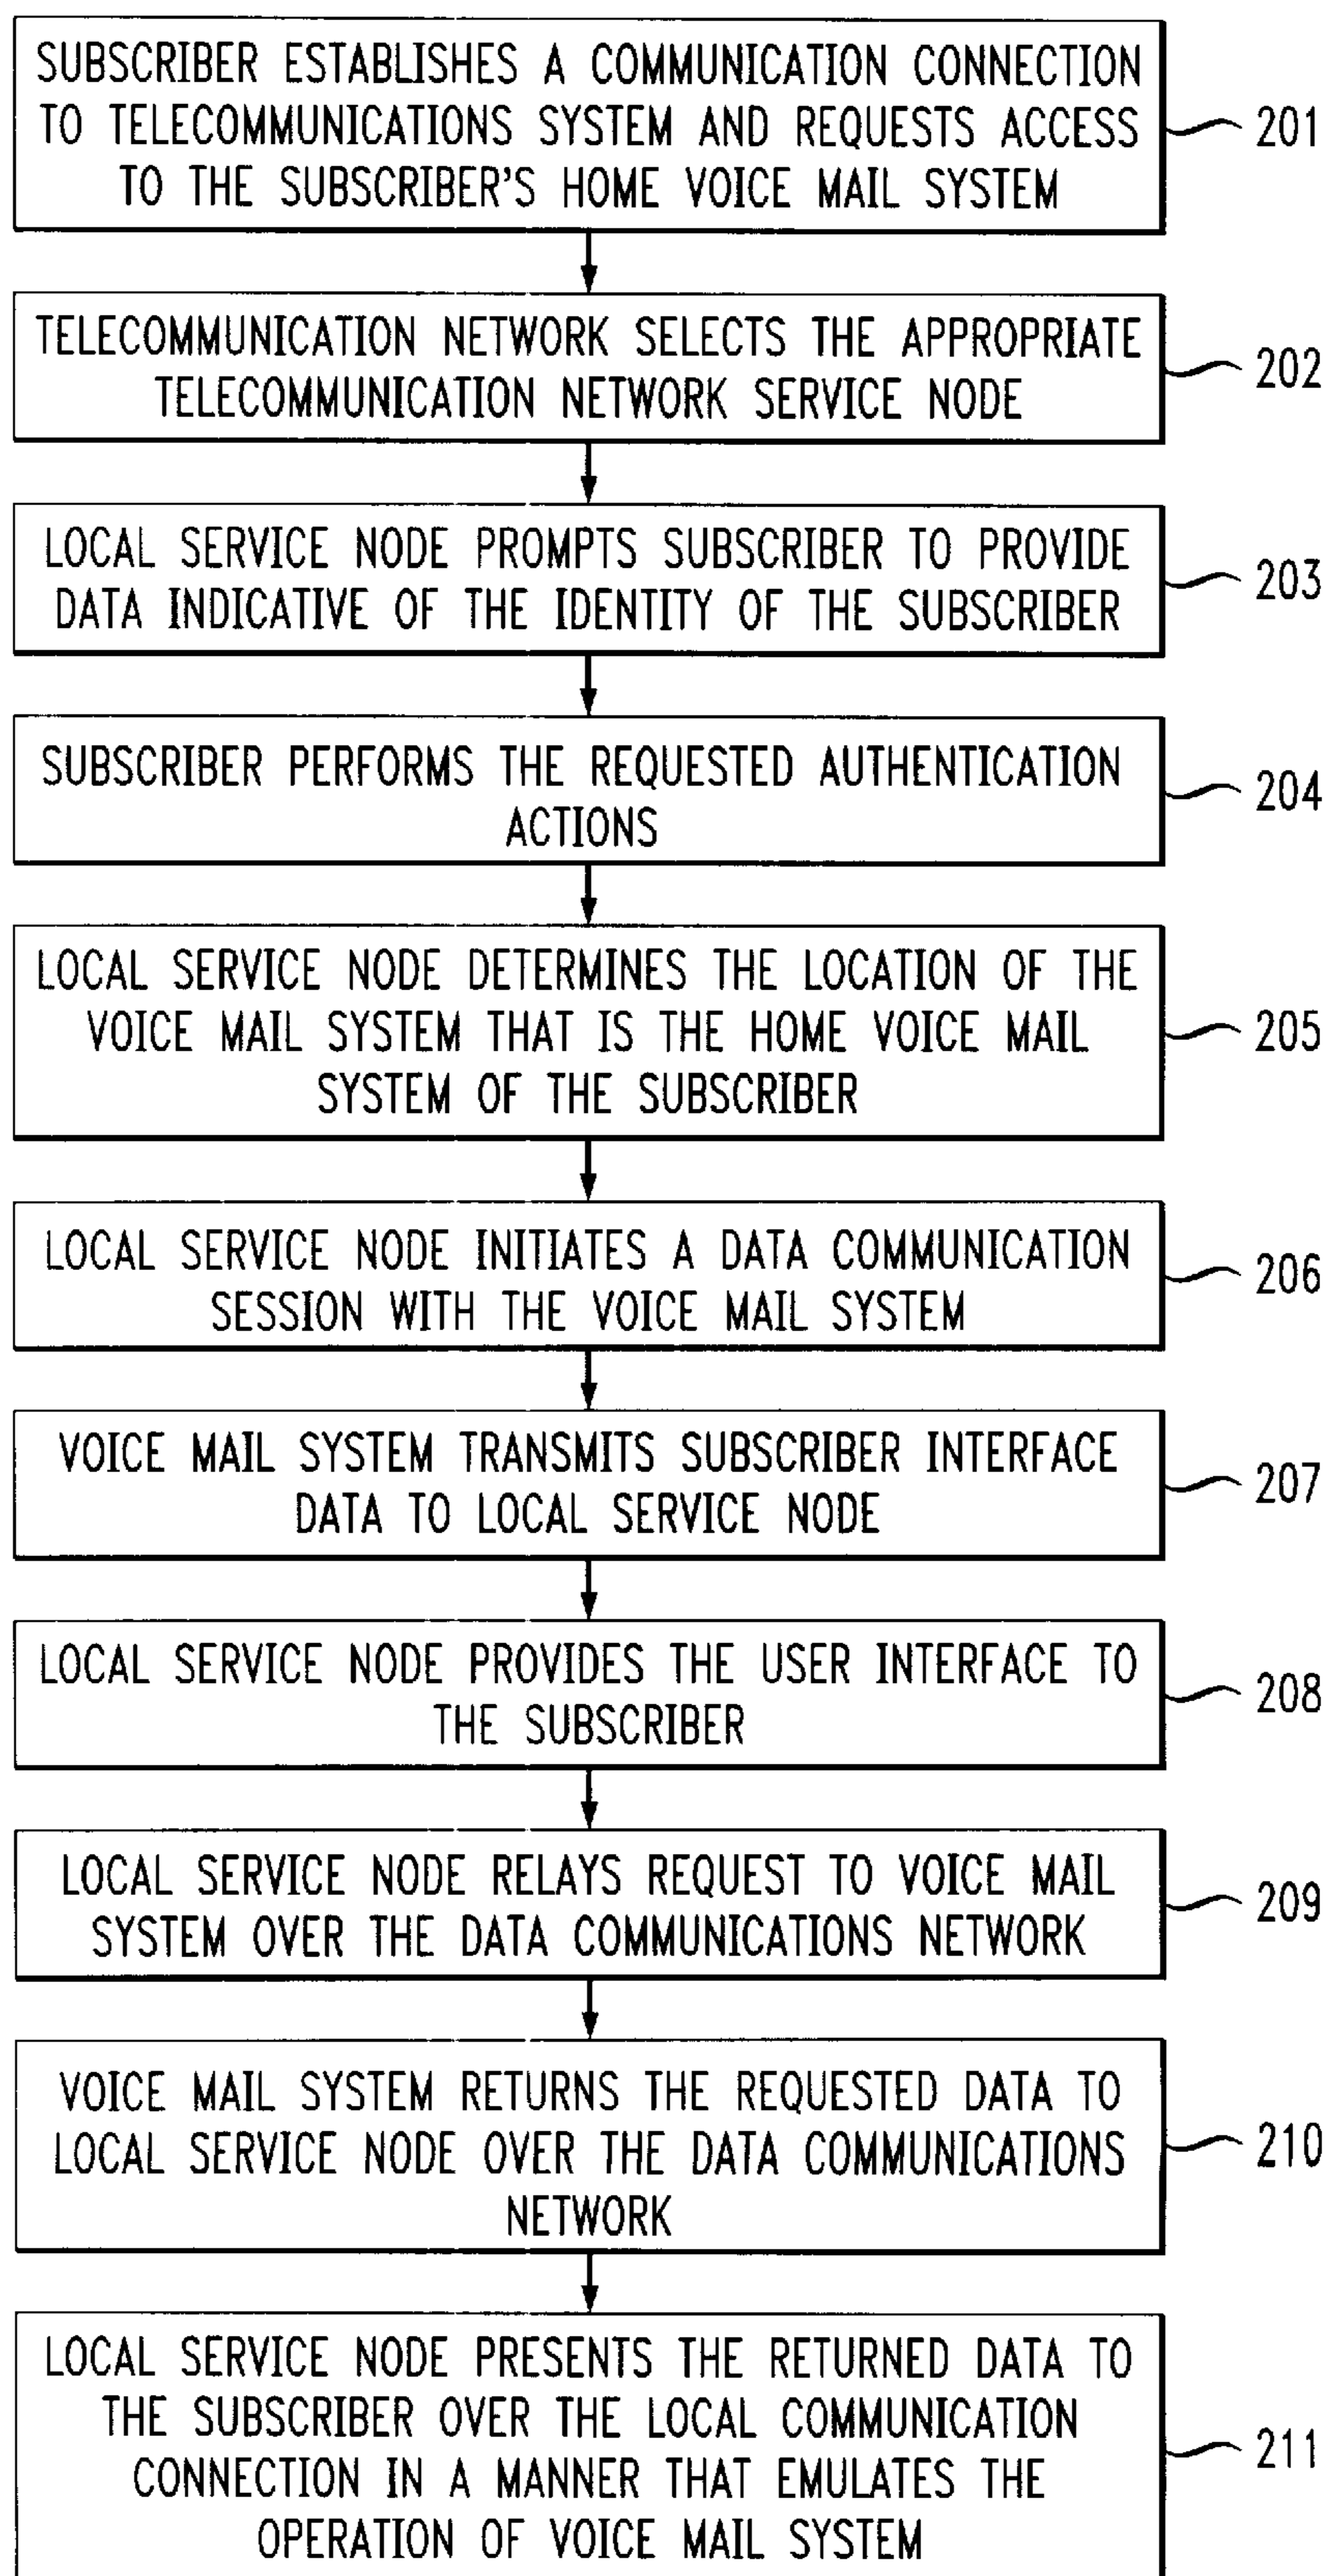 SUBSCRIBER ESTABLISHES A COMMUNICATION CONNECTION
TO TELECOMMUNICATIONS SYSTEM AND REQUESTS ACCESS
TO THE SUBSCRIBER'S HOME VOICE MAIL SYSTEM
201
TELECOMMUNICATION NETWORK SELECTS THE APPROPRIATE
TELECOMMUNICATION NETWORK SERVICE NODE
202
LOCAL SERVICE NODE PROMPTS SUBSCRIBER TO PROVIDE
DATA INDICATIVE OF THE IDENTITY OF THE SUBSCRIBER
203
SUBSCRIBER PERFORMS THE REQUESTED AUTHENTICATION
ACTIONS
204
LOCAL SERVICE NODE DETERMINES THE LOCATION OF THE
VOICE MAIL SYSTEM THAT IS THE HOME VOICE MAIL
SYSTEM OF THE SUBSCRIBER
205
LOCAL SERVICE NODE INITIATES A DATA COMMUNICATION
SESSION WITH THE VOICE MAIL SYSTEM
206
VOICE MAIL SYSTEM TRANSMITS SUBSCRIBER INTERFACE
DATA TO LOCAL SERVICE NODE
207
LOCAL SERVICE NODE PROVIDES THE USER INTERFACE TO
THE SUBSCRIBER
208
LOCAL SERVICE NODE RELAYS REQUEST TO VOICE MAIL
SYSTEM OVER THE DATA COMMUNICATIONS NETWORK
209
VOICE MAIL SYSTEM RETURNS THE REQUESTED DATA TO
LOCAL SERVICE NODE OVER THE DATA COMMUNICATIONS
NETWORK
210
LOCAL SERVICE NODE PRESENTS THE RETURNED DATA TO
THE SUBSCRIBER OVER THE LOCAL COMMUNICATION
CONNECTION IN A MANNER THAT EMULATES THE
OPERATION OF VOICE MAIL SYSTEM
211